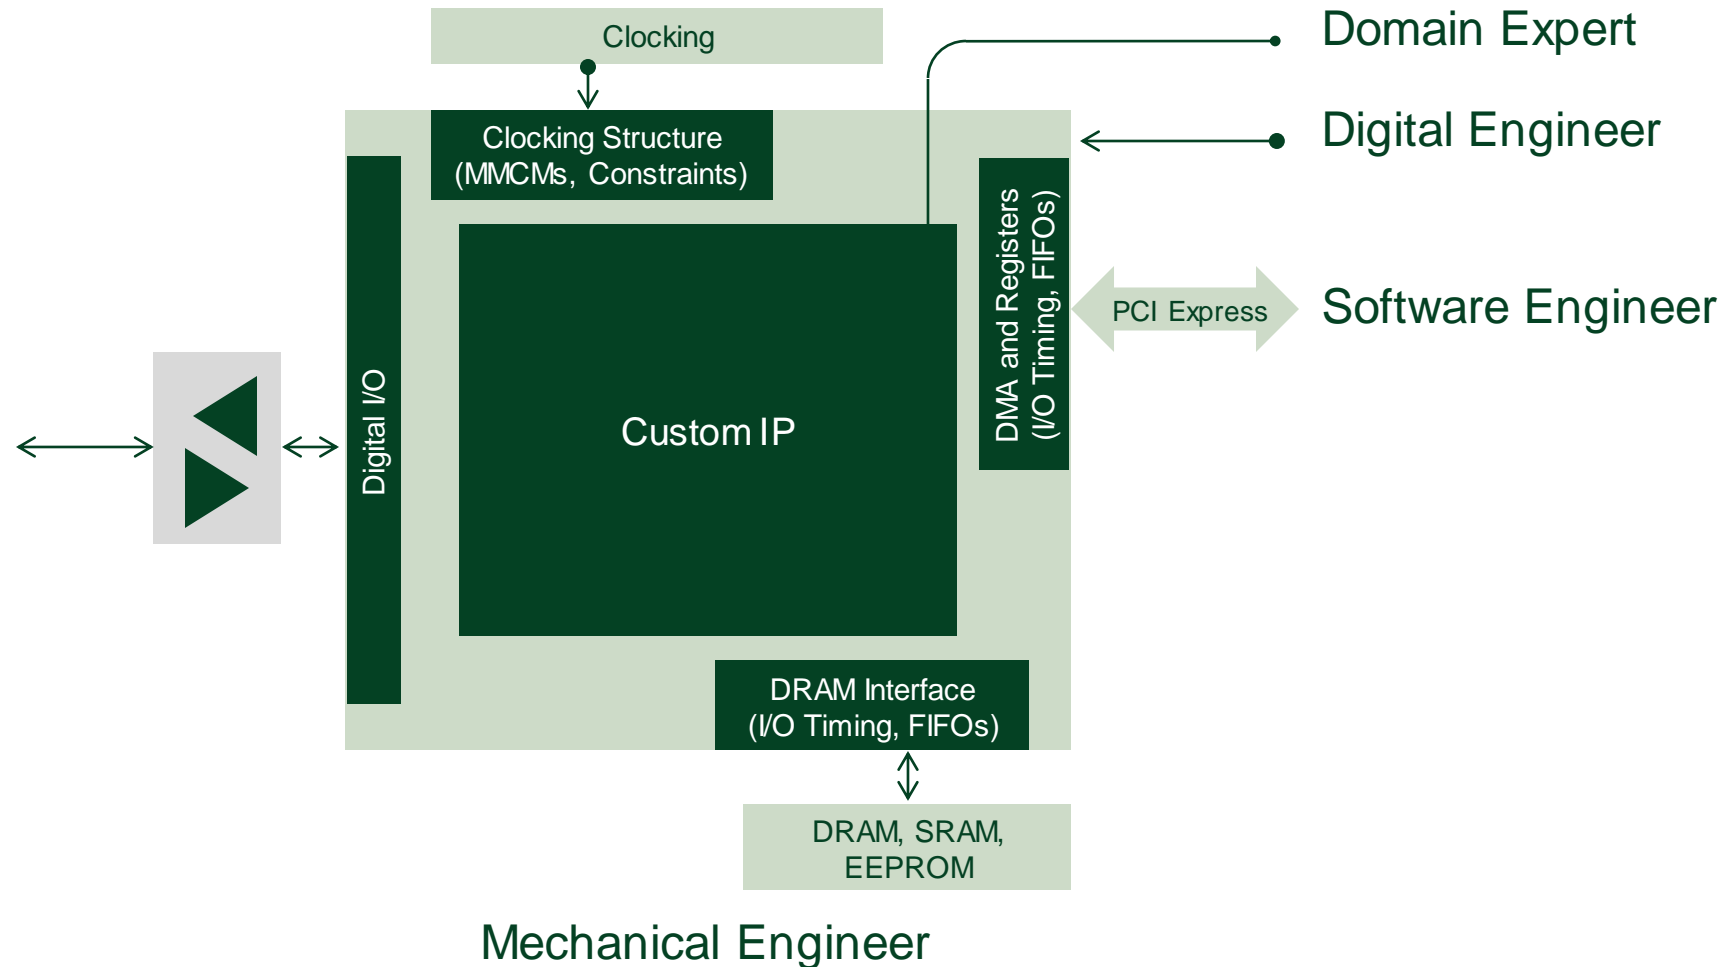 Clocking
Domain Expert
Clocking Structure
(MMCMs, Constraints)
Digital Engineer
DMA and Registers
(I/O Timing, FIFOs)
PCI Express
Software Engineer
Digital I/O
Custom IP
DRAM Interface
(I/O Timing, FIFOs)
DRAM, SRAM,
EEPROM
Mechanical Engineer